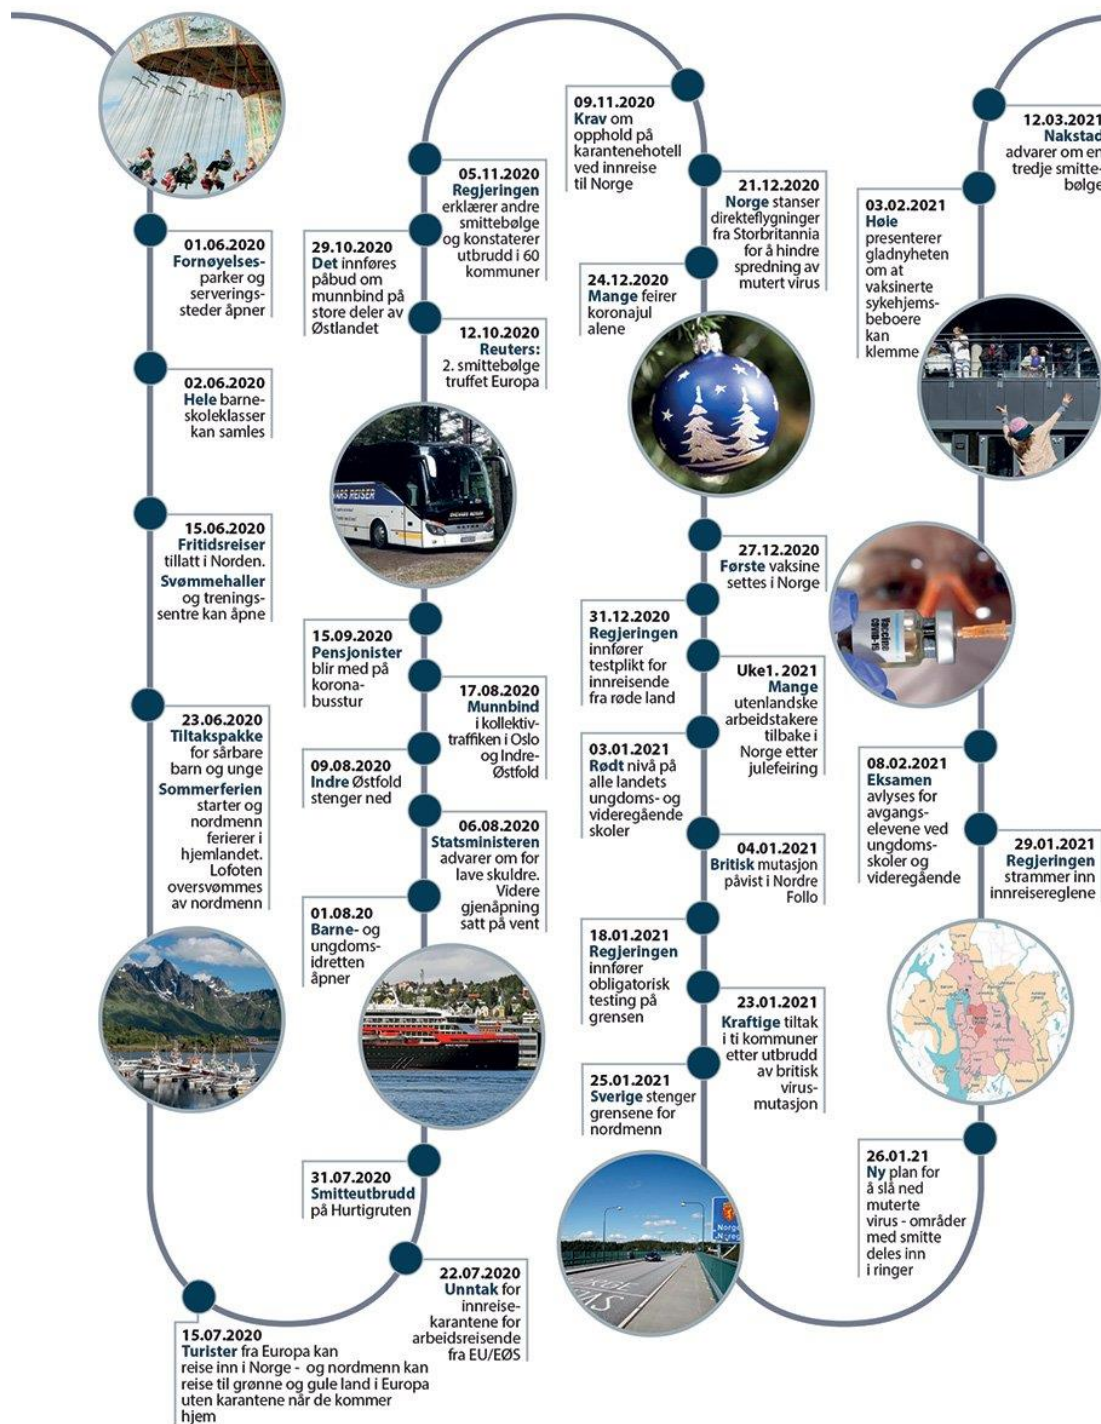 01.06.2020
Fornøyelses-
parker og
serverings-
steder åpner
02.06.2020
Hele barne-
skoleklasser
kan samles
15.06.2020
Fritidsreiser
tillatt i Norden.
Svømmehaller
og trenings-
sentre kan åpne
23.06.2020
Tiltakspakke
for sårbare
barn og unge
Sommerferien
starter og
nordmenn
ferierer i
hjemlandet.
Lofoten
oversvømmes
av nordmenn
15.07.2020
Turister fra Europa kan
reise inn i Norge - og nordmenn kan
reise til grønne og gule land i Europa
uten karantene når de kommer
hjem
22.07.2020
Unntak for
innreise-
karantene for
arbeidsreisende
fra EU/EØS
31.07.2020
Smitteutbrudd
på Hurtigruten
01.08.20
Barne- og
ungdoms-
idretten
åpner
06.08.2020
Statsministeren
advarer om for
lave skuldre.
Videre
gjenåpning
satt på vent
09.08.2020
Indre Østfold
stenger ned
17.08.2020
Munnbind
i kollektiv-
traffiken i Oslo
og Indre-
Østfold
15.09.2020
Pensjonister
blir med på
korona-
busstur
VARS REISER
12.10.2020
Reuters:
2. smittebølge
truffet Europa
29.10.2020
Det innføres
påbud om
munnbind på
store deler av
Østlandet
05.11.2020
Regjeringen
erklærer andre
smittebølge
og konstaterer
utbrudd i 60
kommuner
09.11.2020
Krav om
opphold på
karantenehotell
ved innreise
til Norge
21.12.2020
Norge stanser
direkteflygninger
fra Storbritannia
for å hindre
spredning av
mutert virus
24.12.2020
Mange feirer
koronajul
alene
27.12.2020
Første vaksine
settes i Norge
31.12.2020
Regjeringen
innfører
testplikt for
innreisende
fra røde land
Uke1. 2021
Mange
utenlandske
arbeidstakere
tilbake i
Norge etter
julefeiring
03.01.2021
Rødt nivå på
alle landets
ungdoms- og
videregående
skoler
04.01.2021
Britisk mutasjon
påvist i Nordre
Follo
18.01.2021
Regjeringen
innfører
obligatorisk
testing på
grensen
23.01.2021
Kraftige tiltak
i ti kommuner
etter utbrudd
av britisk
virus-
mutasjon
25.01.2021
Sverige stenger
grensene for
nordmenn
Norge
Noreg
26.01.21
Ny plan for
å slå ned
muterte
virus - områder
med smitte
deles inn
i ringer
29.01.2021
Regjeringen
strammer inn
innreisereglene
08.02.2021
Eksamen
avlyses for
avgangs-
elevene ved
ungdoms-
skoler og
videregående
Vaccine
COVID-19
03.02.2021
Høie
presenterer
gladnyheten
om at
vaksinerte
sykehjems-
beboere
kan
klemme
12.03.2021
Nakstad
advarer om en
tredje smitte-
bølge